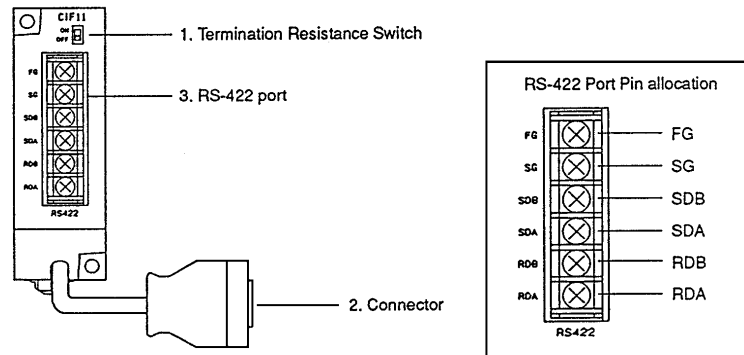 CIF11
ON
OFF
1. Termination Resistance Switch
FG
SG
SDB
SDA
RDB
RDA
3. RS-422 port
RS422
2. Connector
RS-422 Port Pin allocation
FG FG
SG SG
SDB SDB
SDA SDA
RDB RDB
RDA RDA
RS422